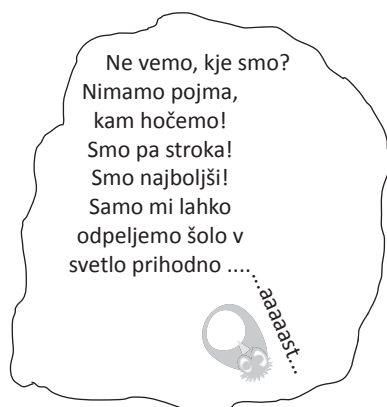 Ne vemo, kje smo?
Nimamo pojma,
kam hočemo!
Smo pa stroka!
Smo najboljši!
Samo mi lahko
odpeljemo šolo v
svetlo prihodno ....
...aaaaast...